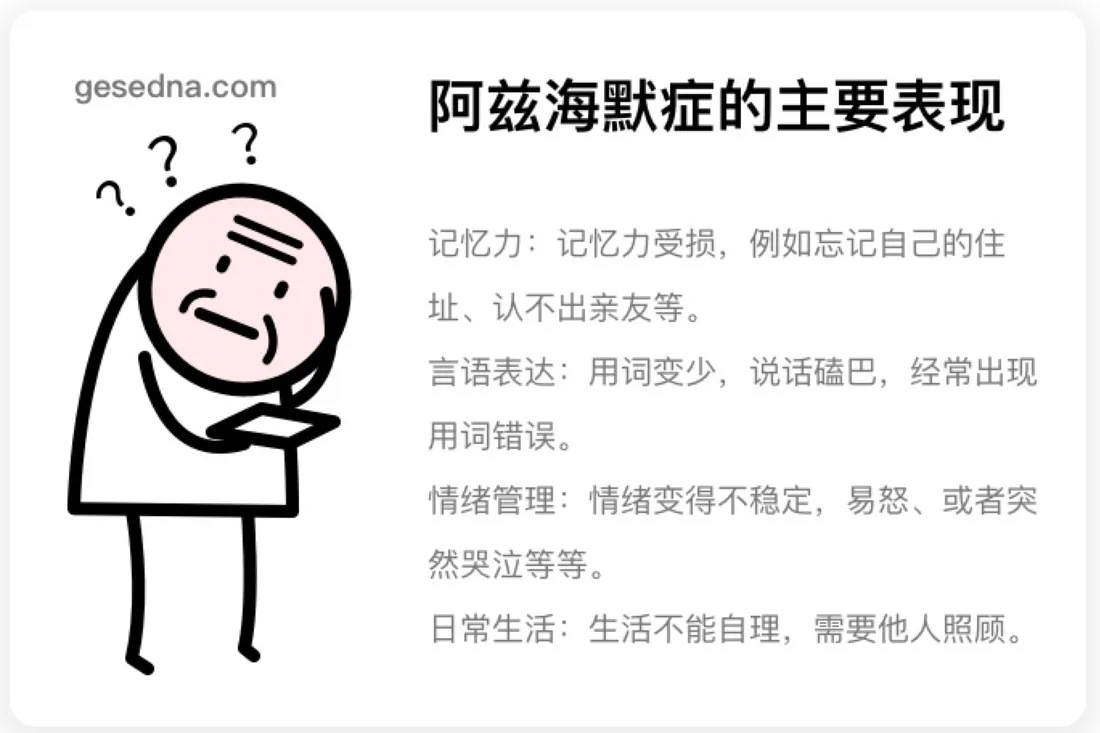 gesedna.com
阿兹海默症的主要表现
? ? ?
记忆力：记忆力受损，例如忘记自己的住
址、认不出亲友等。
言语表达：用词变少，说话磕巴，经常出现
用词错误。
情绪管理：情绪变得不稳定，易怒、或者突
然哭泣等等。
日常生活：生活不能自理，需要他人照顾。